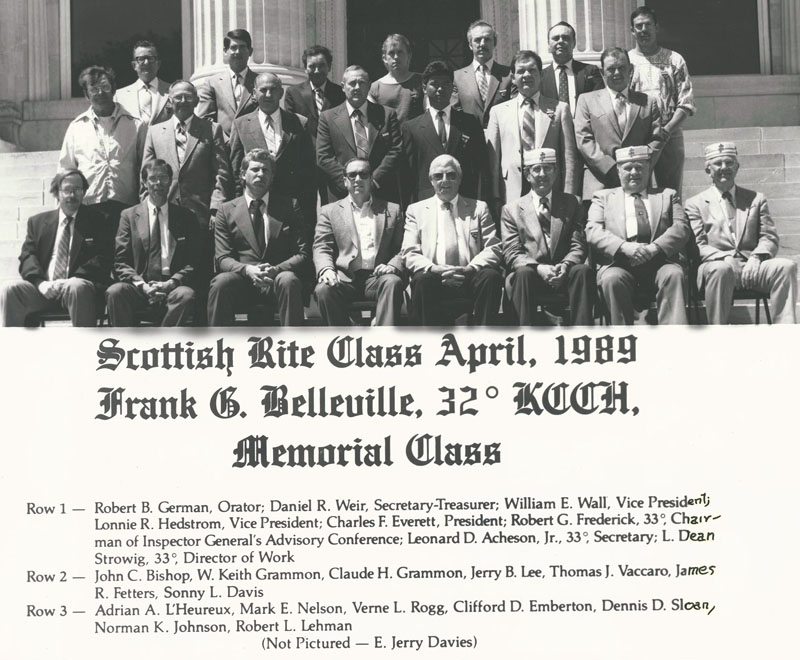 Scottish Rite Class April, 1989
Frank G. Belleville, 32° KCCH,
Memorial Class
Row 1 — Robert B. German, Orator; Daniel R. Weir, Secretary-Treasurer; William E. Wall, Vice President;
Lonnie R. Hedstrom, Vice President; Charles F. Everett, President; Robert G. Frederick, 33°, Chair-
man of Inspector General's Advisory Conference; Leonard D. Acheson, Jr., 33°, Secretary; L. Dean
Strowig, 33°, Director of Work
Row 2 — John C. Bishop, W. Keith Grammon, Claude H. Grammon, Jerry B. Lee, Thomas J. Vaccaro, James
R. Fetters, Sonny L. Davis
Row 3 — Adrian A. L'Heureux, Mark E. Nelson, Verne L. Rogg, Clifford D. Emberton, Dennis D. Sloan,
Norman K. Johnson, Robert L. Lehman
(Not Pictured — E. Jerry Davies)